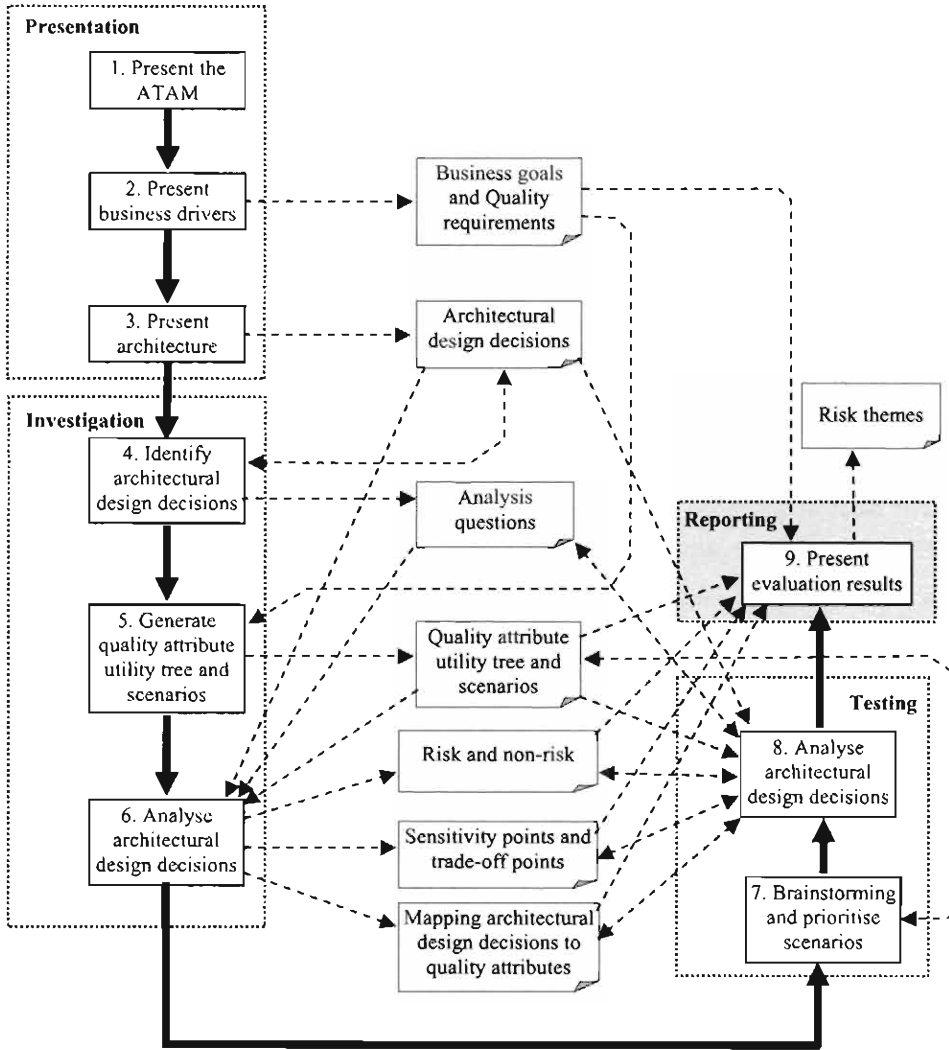 Presentation
1. Present the
ATAM
2. Present
business drivers
3. Present
architecture
Business goals
and Quality
requirements
Architectural
design decisions
Investigation
4. Identify
architectural
design decisions
5. Generate
quality attribute
utility tree and
scenarios
6. Analyse
architectural
design decisions
Analysis
questions
Quality attribute
utility tree and
scenarios
Risk and non-risk
Sensitivity points and
trade-off points
Mapping architectural
design decisions to
quality attributes
Risk themes
Reporting
9. Present
evaluation results
Testing
8. Analyse
architectural
design decisions
7. Brainstorming
and prioritise
scenarios